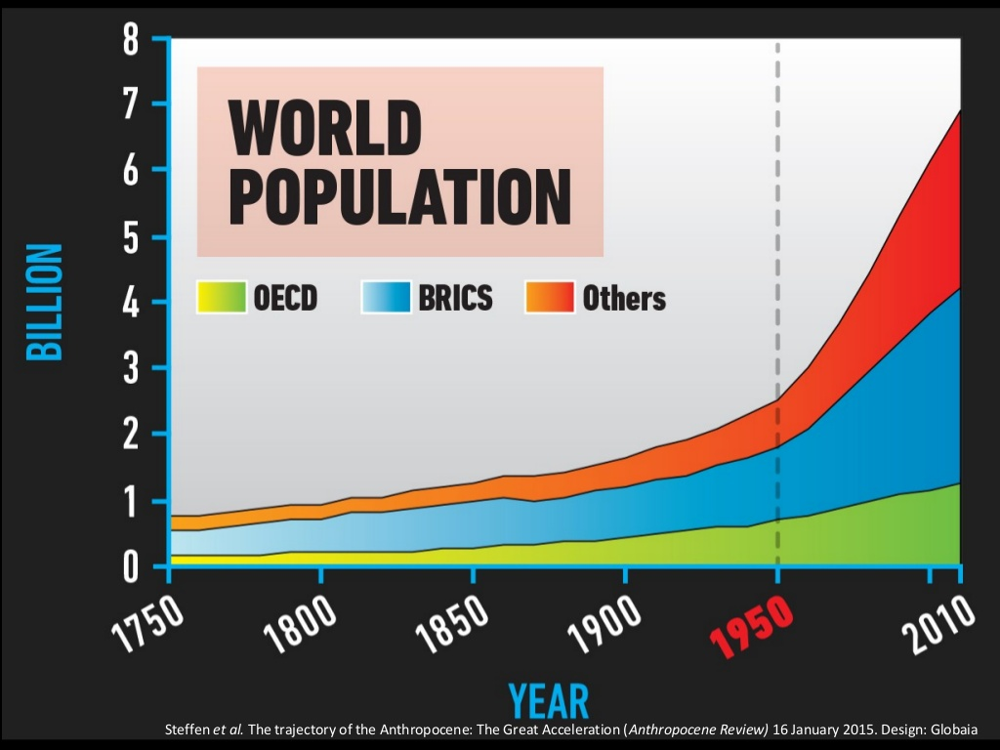 8
7
6
5
4
3
2
1
0
BILLION
WORLD
POPULATION
OECD BRICS Others
1750 1800 1850 1900 1950 2010
YEAR
Steffen et al. The trajectory of the Anthropocene: The Great Acceleration (Anthropocene Review) 16 January 2015. Design: Globaia